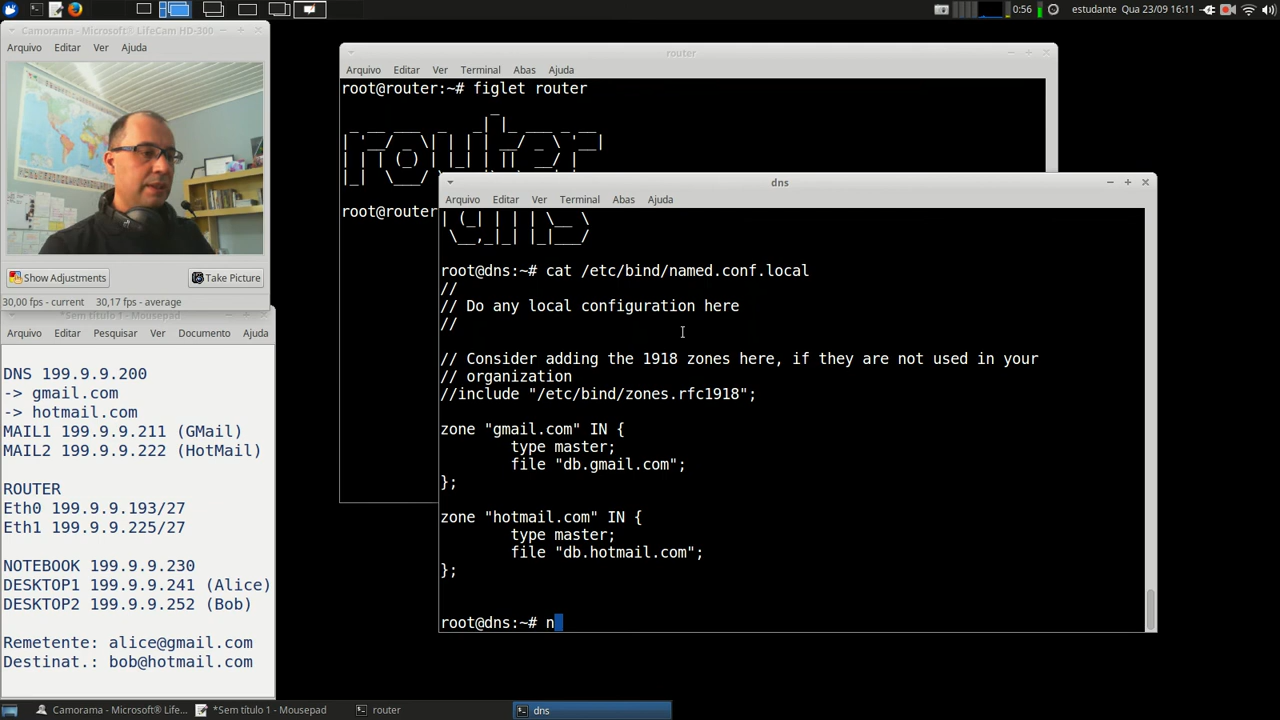 0:56
estudante
Qua 23/09 16:11
Camorama - Microsoft® LifeCam HD-300
Arquivo Editar Ver Ajuda
Show Adjustments
Take Picture
30,00 fps - current 30,17 fps - average
*Sem título 1 - Mousepad
Arquivo Editar Pesquisar Ver Documento Ajuda
DNS 199.9.9.200
-> gmail.com
-> hotmail.com
MAIL1 199.9.9.211 (GMail)
MAIL2 199.9.9.222 (HotMail)
ROUTER
Eth0 199.9.9.193/27
Eth1 199.9.9.225/27
NOTEBOOK 199.9.9.230
DESKTOP1 199.9.9.241 (Alice)
DESKTOP2 199.9.9.252 (Bob)
Remetente: alice@gmail.com
Destinat.: bob@hotmail.com
router
Arquivo Editar Ver Terminal Abas Ajuda
root@router:~# figlet router
router
root@router
dns
Arquivo Editar Ver Terminal Abas Ajuda
dns
root@dns:~# cat /etc/bind/named.conf.local
//
// Do any local configuration here
//
// Consider adding the 1918 zones here, if they are not used in your
// organization
//include "/etc/bind/zones.rfc1918";
zone "gmail.com" IN {
type master;
file "db.gmail.com";
};
zone "hotmail.com" IN {
type master;
file "db.hotmail.com";
};
root@dns:~# n
Camorama - Microsoft® LifeC...
*Sem título 1 - Mousepad
router
dns